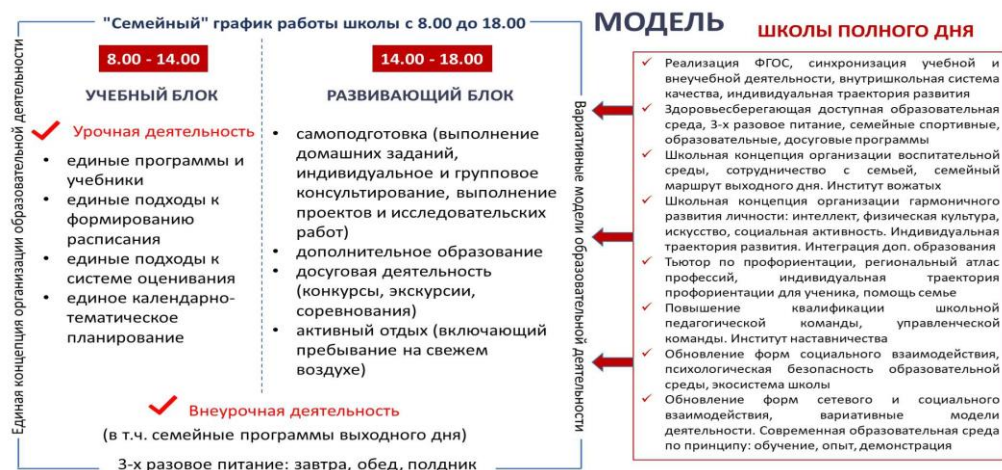 "Семейный" график работы школы с 8.00 до 18.00
МОДЕЛЬ
ШКОЛЫ ПОЛНОГО ДНЯ
Единая концепция организации образовательной деятельности
8.00 - 14.00
УЧЕБНЫЙ БЛОК
Урочная деятельность
• единые программы и
учебники
• единые подходы к
формированию
расписания
• единые подходы к
системе оценивания
• единое календарно-
тематическое
планирование
14.00 - 18.00
РАЗВИВАЮЩИЙ БЛОК
• самоподготовка (выполнение
домашних заданий,
индивидуальное и групповое
консультирование, выполнение
проектов и исследовательских
работ)
• дополнительное образование
• досуговая деятельность
(конкурсы, экскурсии,
соревнования)
• активный отдых (включающий
пребывание на свежем
воздухе)
Внеурочная деятельность
(в т.ч. семейные программы выходного дня)
3-х разовое питание: завтра, обед, полдник
Вариативные модели образовательной деятельности
Реализация ФГОС, синхронизация учебной и
внеучебной деятельности, внутришкольная система
качества, индивидуальная траектория развития
Здоровьесберегающая доступная образовательная
среда, 3-х разовое питание, семейные спортивные,
образовательные, досуговые программы
Школьная концепция организации воспитательной
среды, сотрудничество с семьей, семейный
маршрут выходного дня. Институт вожатых
Школьная концепция организации гармоничного
развития личности: интеллект, физическая культура,
искусство, социальная активность. Индивидуальная
траектория развития. Интеграция доп. образования
Тьютор по профориентации, региональный атлас
профессий, индивидуальная траектория
профориентации для ученика, помощь семье
Повышение квалификации школьной
педагогической команды, управленческой
команды. Институт наставничества
Обновление форм социального взаимодействия,
психологическая безопасность образовательной
среды, экосистема школы
Обновление форм сетевого и социального
взаимодействия, вариативные модели
деятельности. Современная образовательная среда
по принципу: обучение, опыт, демонстрация